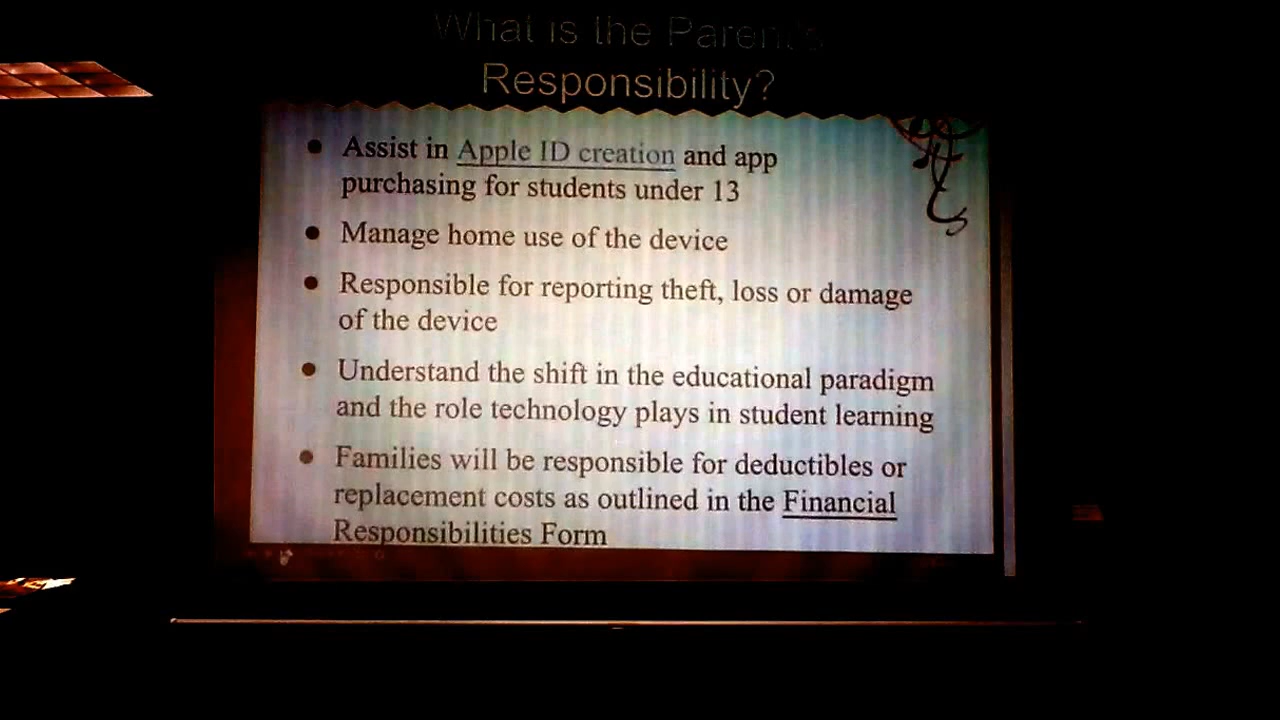 What is the Parent's
Responsibility?
• Assist in Apple ID creation and app
purchasing for students under 13
• Manage home use of the device
• Responsible for reporting theft, loss or damage
of the device
• Understand the shift in the educational paradigm
and the role technology plays in student learning
• Families will be responsible for deductibles or
replacement costs as outlined in the Financial
Responsibilities Form